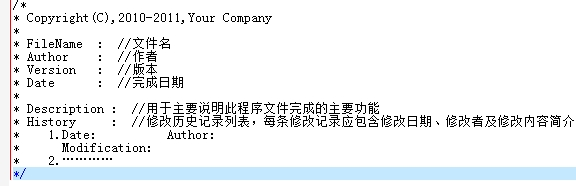 /*
* Copyright(C),2010-2011,Your Company
*
* FileName : //文件名
* Author : //作者
* Version : //版本
* Date : //完成日期
*
* Description : //用于主要说明此程序文件完成的主要功能
* History : //修改历史记录列表，每条修改记录应包含修改日期、修改者及修改内容简介
* 1.Date: Author:
* Modification:
* 2.…………
*/